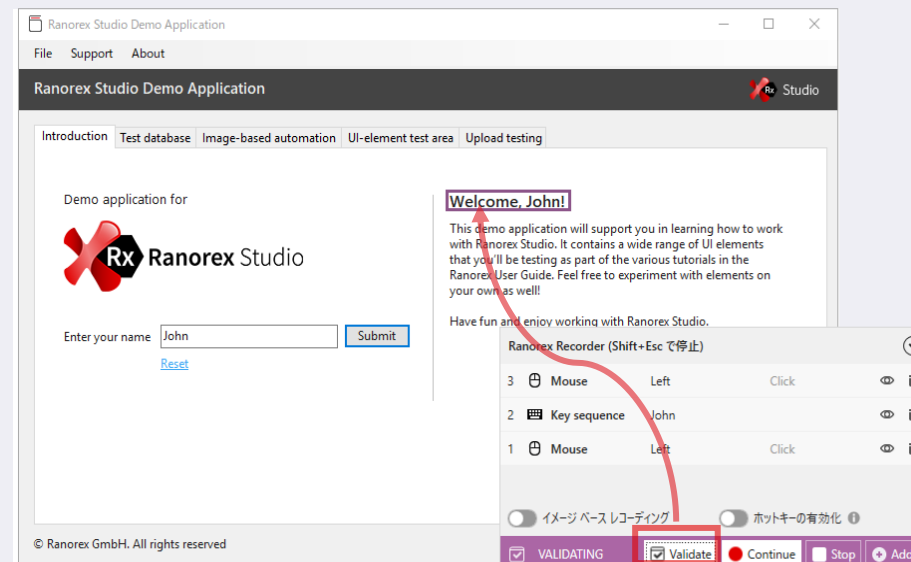 Ranorex Studio Demo Application
File Support About
Ranorex Studio Demo Application
Rx Studio
Introduction Test database Image-based automation UI-element test area Upload testing
Demo application for
Rx Ranorex Studio
Enter your name John Submit
Reset
Welcome, John!
This demo application will support you in learning how to work
with Ranorex Studio. It contains a wide range of UI elements
that you'll be testing as part of the various tutorials in the
Ranorex User Guide. Feel free to experiment with elements on
your own as well!
Have fun and enjoy working with Ranorex Studio.
Ranorex Recorder (Shift+Esc で停止)
3 Mouse Left Click
2 Key sequence John
1 Mouse Left Click
イメージ ベース レコーディング ホットキーの有効化
VALIDATING Validate Continue Stop Add
© Ranorex GmbH. All rights reserved